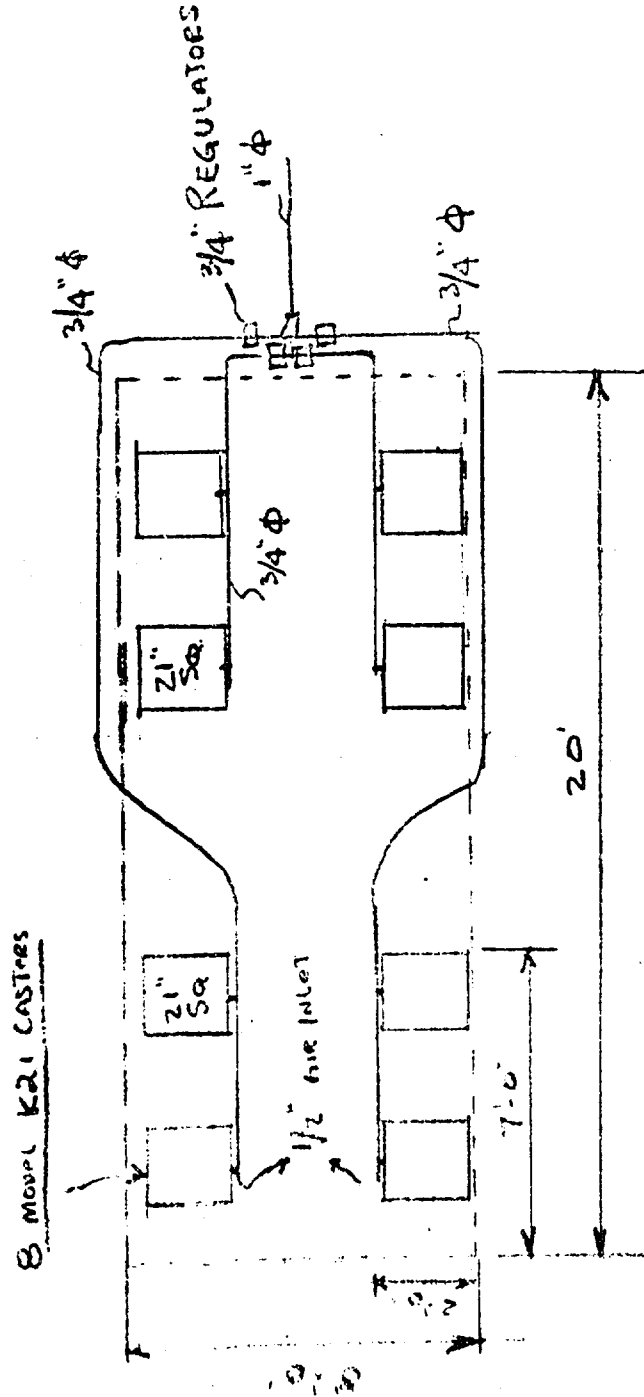 8 MODEL K21 CASTERS
3/4" Φ
3/4" REGULATORS
1" Φ
21"
SQ.
3/4" Φ
3/4" Φ
21"
SQ
1/2" AIR INLET
7'-0"
20'